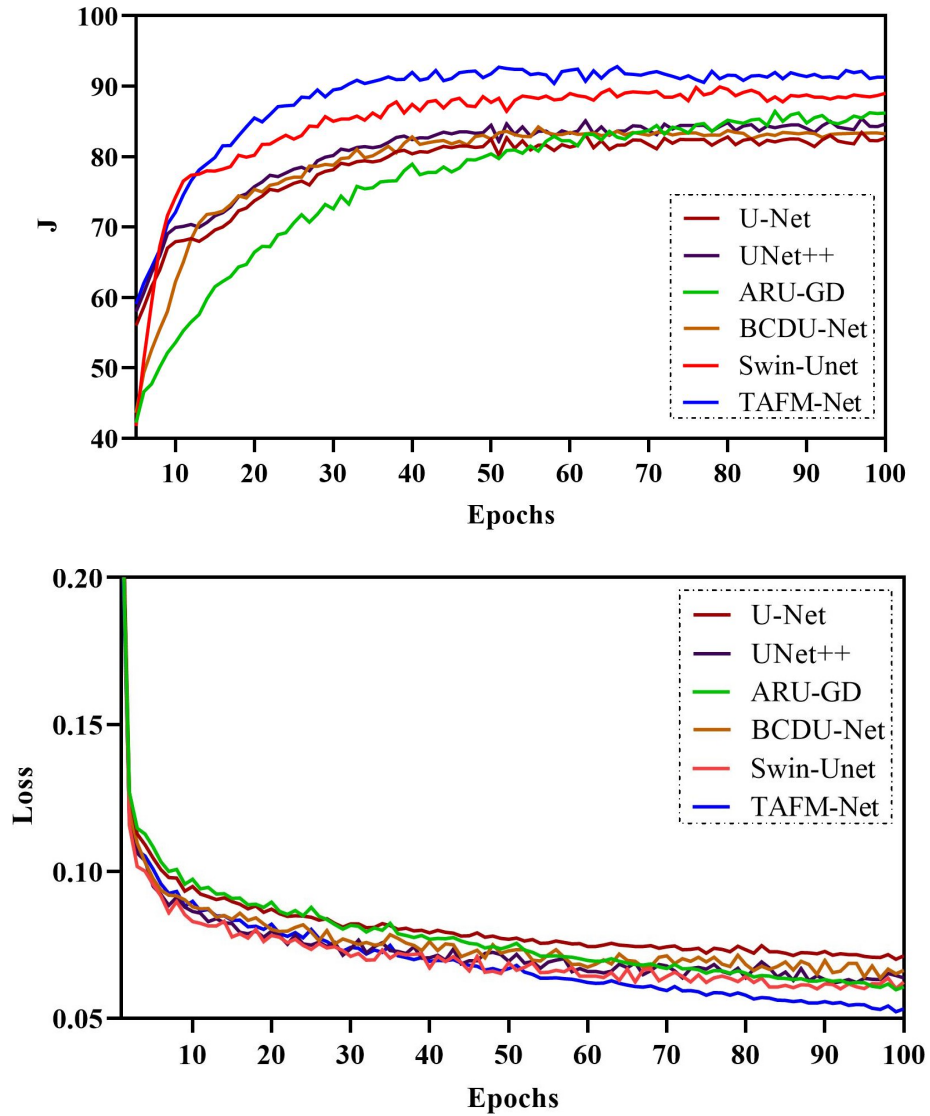 100
90
80
70
60
50
40
J
U-Net
UNet++
ARU-GD
BCDU-Net
Swin-Unet
TAFM-Net
10 20 30 40 50 60 70 80 90 100
Epochs
0.20
0.15
0.10
0.05
Loss
U-Net
UNet++
ARU-GD
BCDU-Net
Swin-Unet
TAFM-Net
10 20 30 40 50 60 70 80 90 100
Epochs